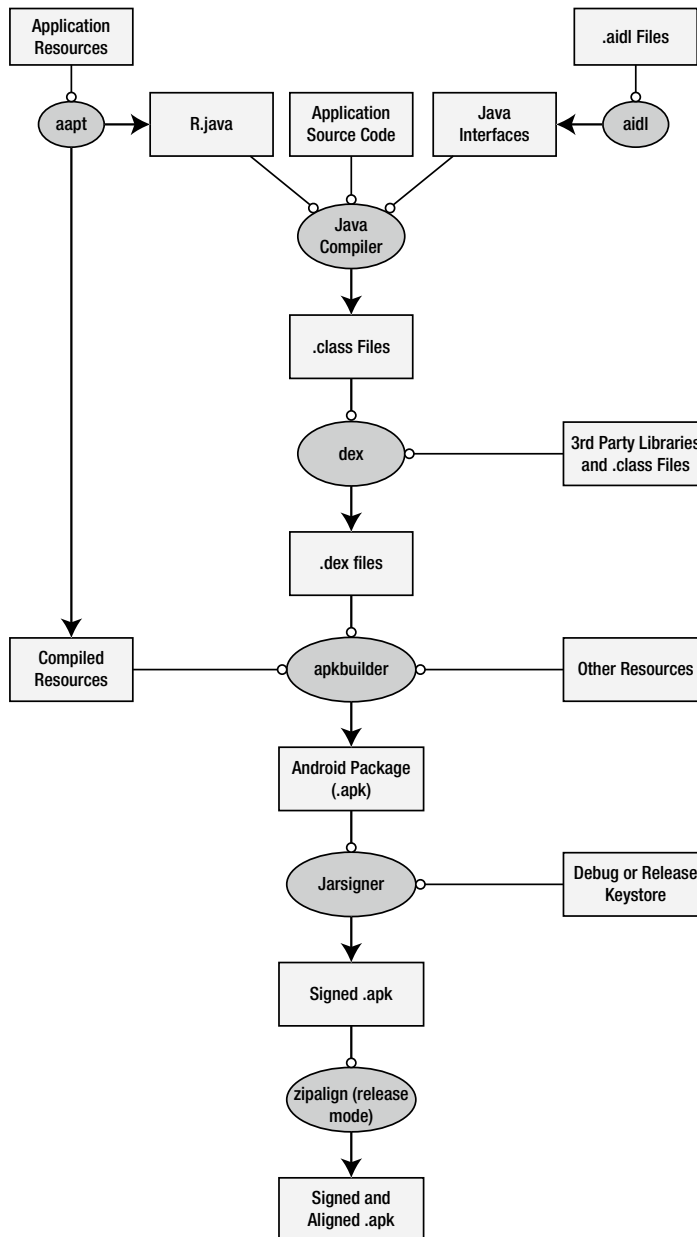 Application
Resources
.aidl Files
aapt
R.java
Application
Source Code
Java
Interfaces
aidl
Java
Compiler
.class Files
dex
3rd Party Libraries
and .class Files
.dex files
Compiled
Resources
apkbuilder
Other Resources
Android Package
(.apk)
Jarsigner
Debug or Release
Keystore
Signed .apk
zipalign (release
mode)
Signed and
Aligned .apk